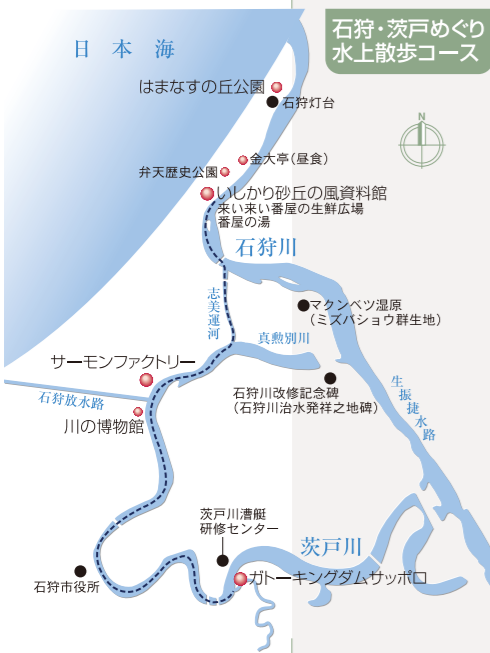 石狩・茨戸めぐり
水上散歩コース
日本海
はまなすの丘公園
石狩灯台
N
金大亭（昼食）
弁天歴史公園
いしかり砂丘の風資料館
来い来い番屋の生鮮広場
番屋の湯
石狩川
志美運河
マクンベツ湿原
（ミズバショウ群生地）
真勲別川
サーモンファクトリー
石狩放水路
石狩川改修記念碑
（石狩川治水発祥之地碑）
生振捷水路
川の博物館
茨戸川漕艇
研修センター
茨戸川
石狩市役所
ガトーキングダムサッポロ